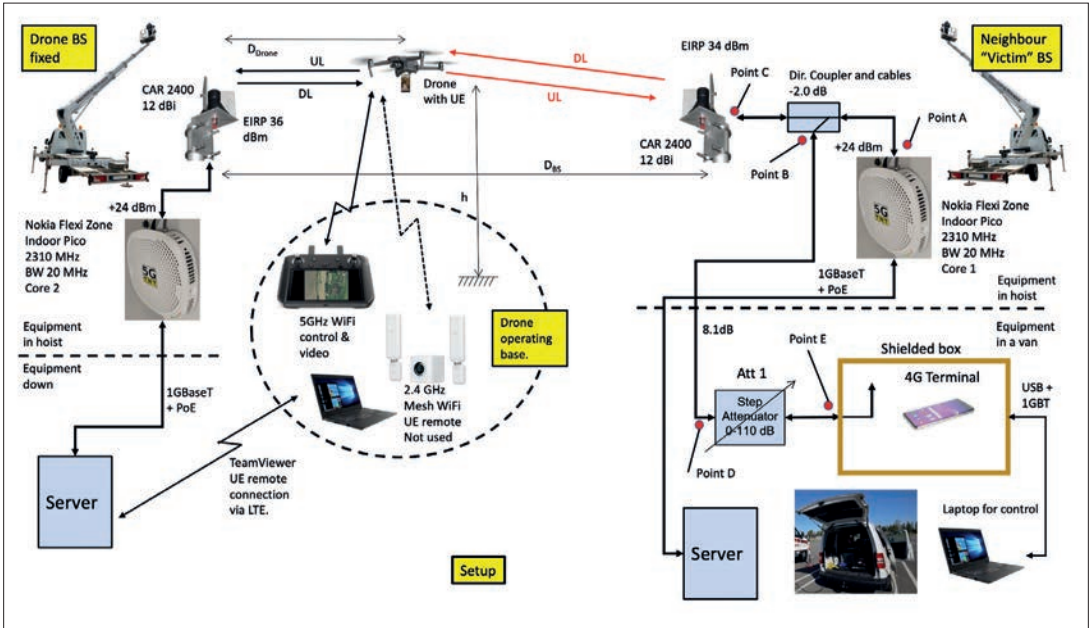 Drone BS
fixed
D_Drone
UL
DL
Drone
with UE
DL
UL
EIRP 34 dBm
Point C
Dir. Coupler and cables
-2.0 dB
Neighbour
"Victim" BS
CAR 2400
12 dBi
EIRP 36
dBm
CAR 2400
12 dBi
Point B
+24 dBm
Point A
D_BS
h
+24 dBm
Nokia Flexi Zone
Indoor Pico
2310 MHz
BW 20 MHz
Core 2
5G
Nokia Flexi Zone
Indoor Pico
2310 MHz
BW 20 MHz
Core 1
5G
1GBaseT
+ PoE
Equipment
in hoist
Equipment
down
1GBaseT
+ PoE
5GHz WiFi
control &
video
Drone
operating
base.
2.4 GHz
Mesh WiFi
UE remote
Not used
Equipment
in hoist
Equipment
in a van
8.1dB
Point E
Shielded box
Att 1
4G Terminal
USB +
1GBT
Step
Attenuator
0-110 dB
Point D
TeamViewer
UE remote
connection
via LTE.
Server
Setup
Server
Laptop for control